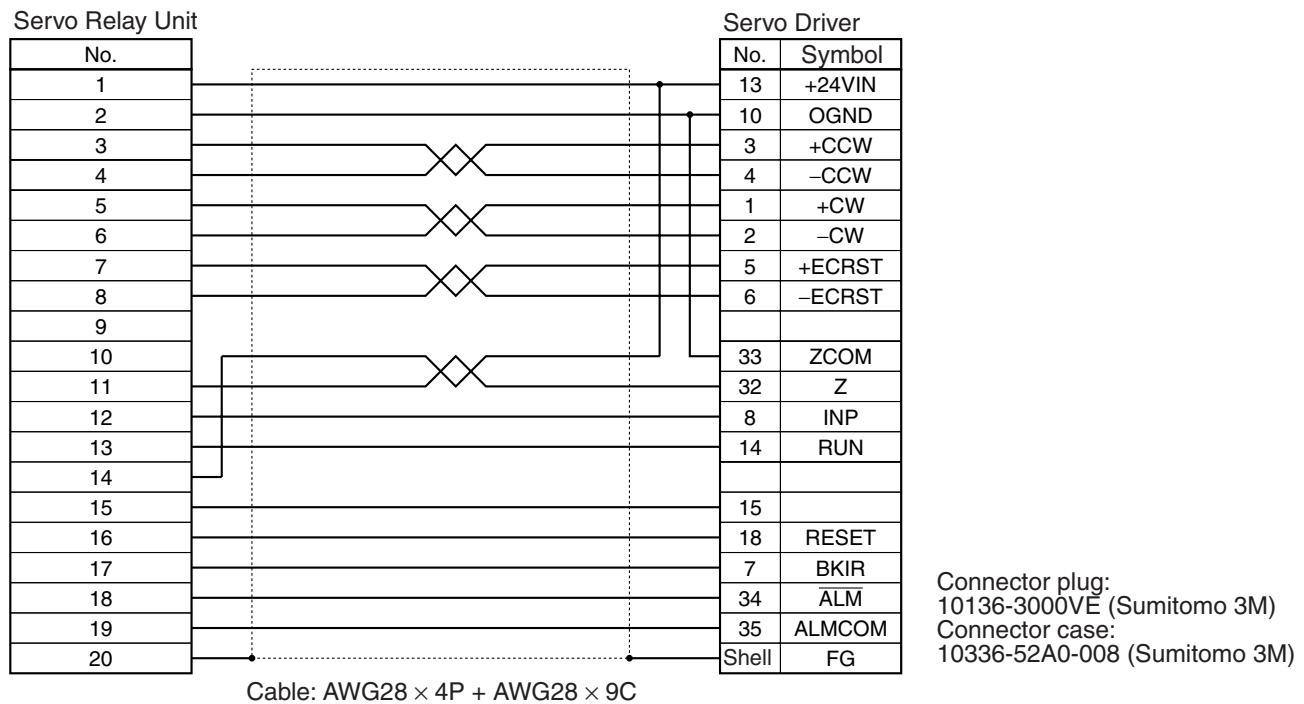 Servo Relay Unit Servo Driver
No. No. Symbol
1 13 +24VIN
2 10 OGND
3 3 +CCW
4 4 −CCW
5 1 +CW
6 2 −CW
7 5 +ECRST
8 6 −ECRST
9
10 33 ZCOM
11 32 Z
12 8 INP
13 14 RUN
14
15 15
16 18 RESET
17 7 BKIR
18 34 A̅L̅M̅
19 35 ALMCOM
20 Shell FG
Connector plug:
10136-3000VE (Sumitomo 3M)
Connector case:
10336-52A0-008 (Sumitomo 3M)
Cable: AWG28 × 4P + AWG28 × 9C